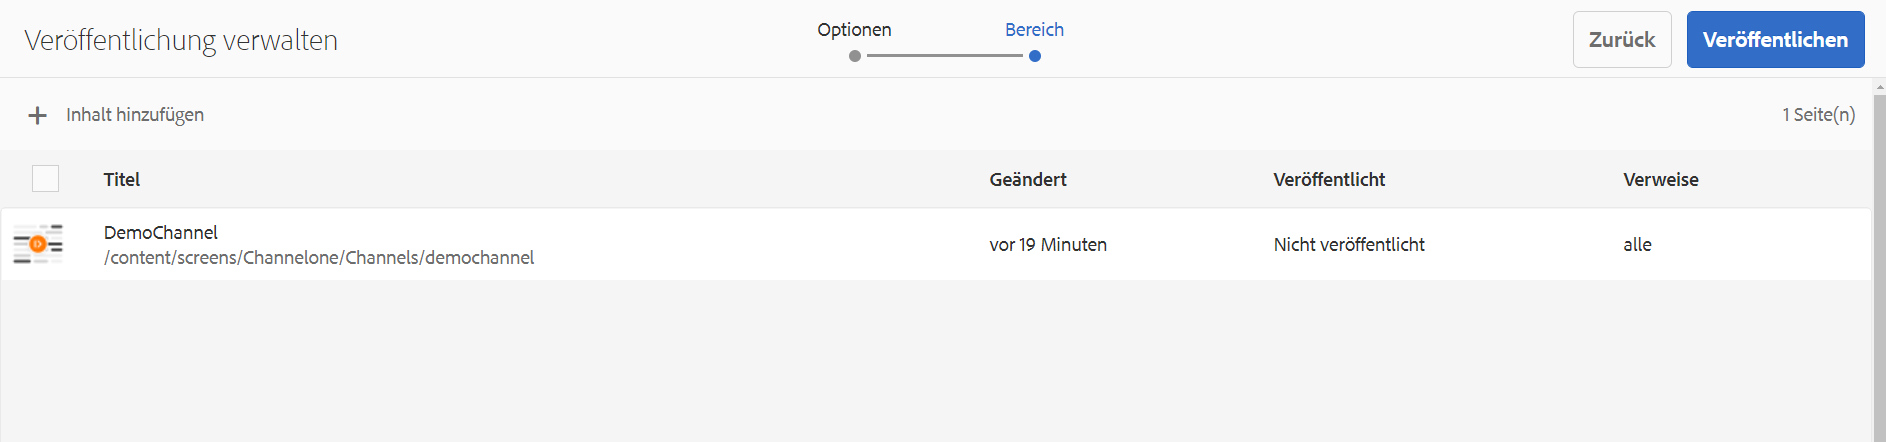 Veröffentlichung verwalten
Optionen
Bereich
Zurück
Veröffentlichen
Inhalt hinzufügen
1 Seite(n)
Titel
Geändert
Veröffentlicht
Verweise
D
DemoChannel
/content/screens/Channelone/Channels/demochannel
vor 19 Minuten
Nicht veröffentlicht
alle